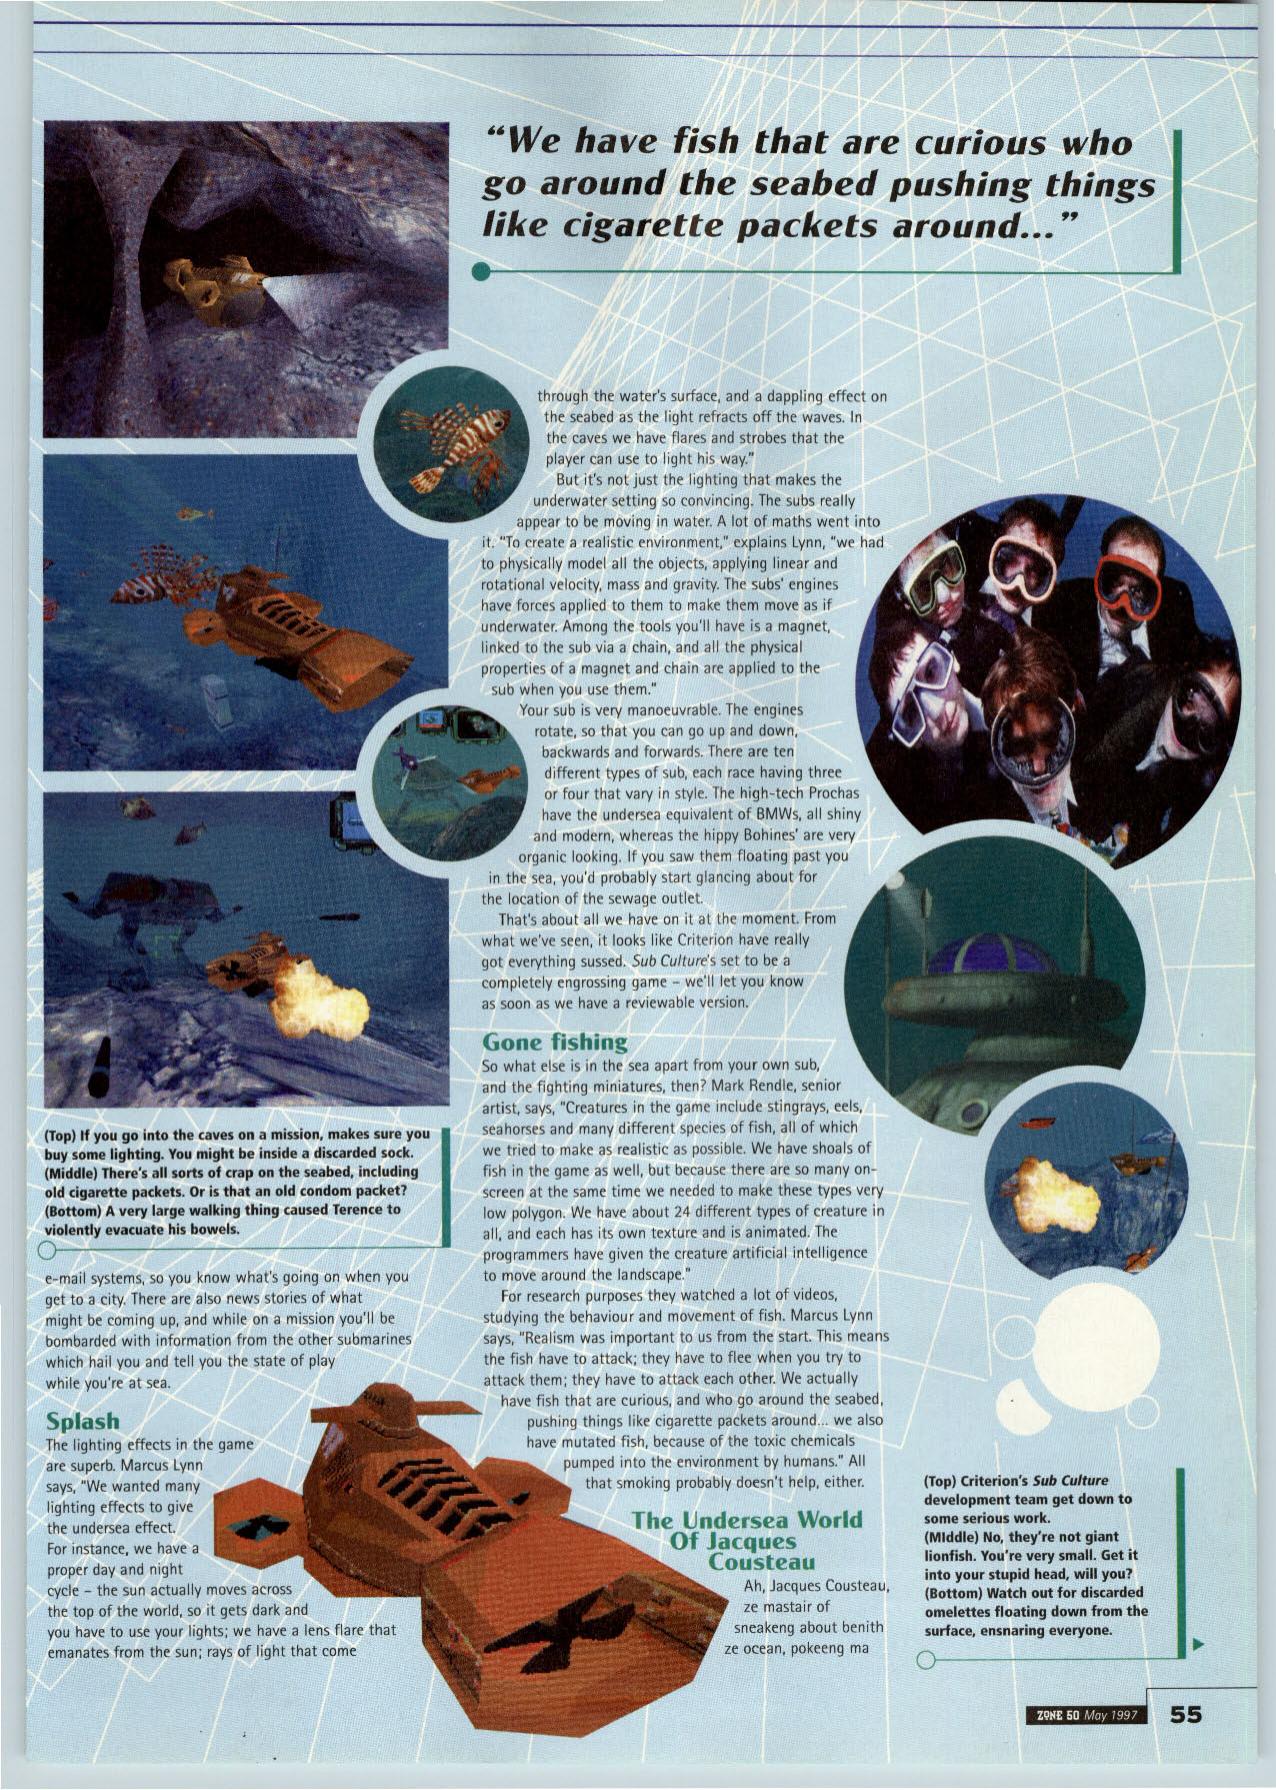 "We have fish that are curious who
go around the seabed pushing things
like cigarette packets around..."
(Top) If you go into the caves on a mission, makes sure you
buy some lighting. You might be inside a discarded sock.
(Middle) There's all sorts of crap on the seabed, including
old cigarette packets. Or is that an old condom packet?
(Bottom) A very large walking thing caused Terence to
violently evacuate his bowels.
e-mail systems, so you know what's going on when you
get to a city. There are also news stories of what
might be coming up, and while on a mission you'll be
bombarded with information from the other submarines
which hail you and tell you the state of play
while you're at sea.
Splash
The lighting effects in the game
are superb. Marcus Lynn
says, "We wanted many
lighting effects to give
the undersea effect.
For instance, we have a
proper day and night
cycle – the sun actually moves across
the top of the world, so it gets dark and
you have to use your lights; we have a lens flare that
emanates from the sun; rays of light that come
through the water's surface, and a dappling effect on
the seabed as the light refracts off the waves. In
the caves we have flares and strobes that the
player can use to light his way."
But it's not just the lighting that makes the
underwater setting so convincing. The subs really
appear to be moving in water. A lot of maths went into
it. "To create a realistic environment," explains Lynn, "we had
to physically model all the objects, applying linear and
rotational velocity, mass and gravity. The subs' engines
have forces applied to them to make them move as if
underwater. Among the tools you'll have is a magnet,
linked to the sub via a chain, and all the physical
properties of a magnet and chain are applied to the
sub when you use them."
Your sub is very manoeuvrable. The engines
rotate, so that you can go up and down,
backwards and forwards. There are ten
different types of sub, each race having three
or four that vary in style. The high-tech Prochas
have the undersea equivalent of BMWs, all shiny
and modern, whereas the hippy Bohines' are very
organic looking. If you saw them floating past you
in the sea, you'd probably start glancing about for
the location of the sewage outlet.
That's about all we have on it at the moment. From
what we've seen, it looks like Criterion have really
got everything sussed. Sub Culture's set to be a
completely engrossing game – we'll let you know
as soon as we have a reviewable version.
Gone fishing
So what else is in the sea apart from your own sub,
and the fighting miniatures, then? Mark Rendle, senior
artist, says, "Creatures in the game include stingrays, eels,
seahorses and many different species of fish, all of which
we tried to make as realistic as possible. We have shoals of
fish in the game as well, but because there are so many on-
screen at the same time we needed to make these types very
low polygon. We have about 24 different types of creature in
all, and each has its own texture and is animated. The
programmers have given the creature artificial intelligence
to move around the landscape."
For research purposes they watched a lot of videos,
studying the behaviour and movement of fish. Marcus Lynn
says, "Realism was important to us from the start. This means
the fish have to attack; they have to flee when you try to
attack them; they have to attack each other. We actually
have fish that are curious, and who go around the seabed,
pushing things like cigarette packets around... we also
have mutated fish, because of the toxic chemicals
pumped into the environment by humans." All
that smoking probably doesn't help, either.
The Undersea World
Of Jacques
Cousteau
Ah, Jacques Cousteau,
ze mastair of
sneakeng about benith
ze ocean, pokeeng ma
(Top) Criterion's Sub Culture
development team get down to
some serious work.
(MIddle) No, they're not giant
lionfish. You're very small. Get it
into your stupid head, will you?
(Bottom) Watch out for discarded
omelettes floating down from the
surface, ensnaring everyone.
ZONE 50 May 1997 55